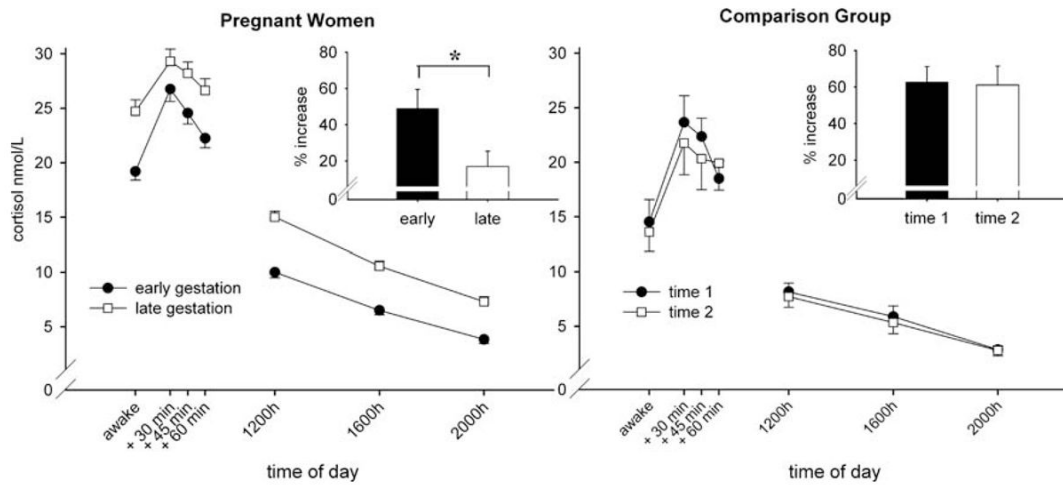 Pregnant Women
30
25
20
15
10
5
0
cortisol nmol/L
80
60
40
20
0
% increase
*
early
late
early gestation
late gestation
awake
+ 30 min
+ 45 min
+ 60 min
1200h
1600h
2000h
time of day
Comparison Group
30
25
20
15
10
5
0
80
60
40
20
0
% increase
time 1
time 2
time 1
time 2
awake
+ 30 min
+ 45 min
+ 60 min
1200h
1600h
2000h
time of day